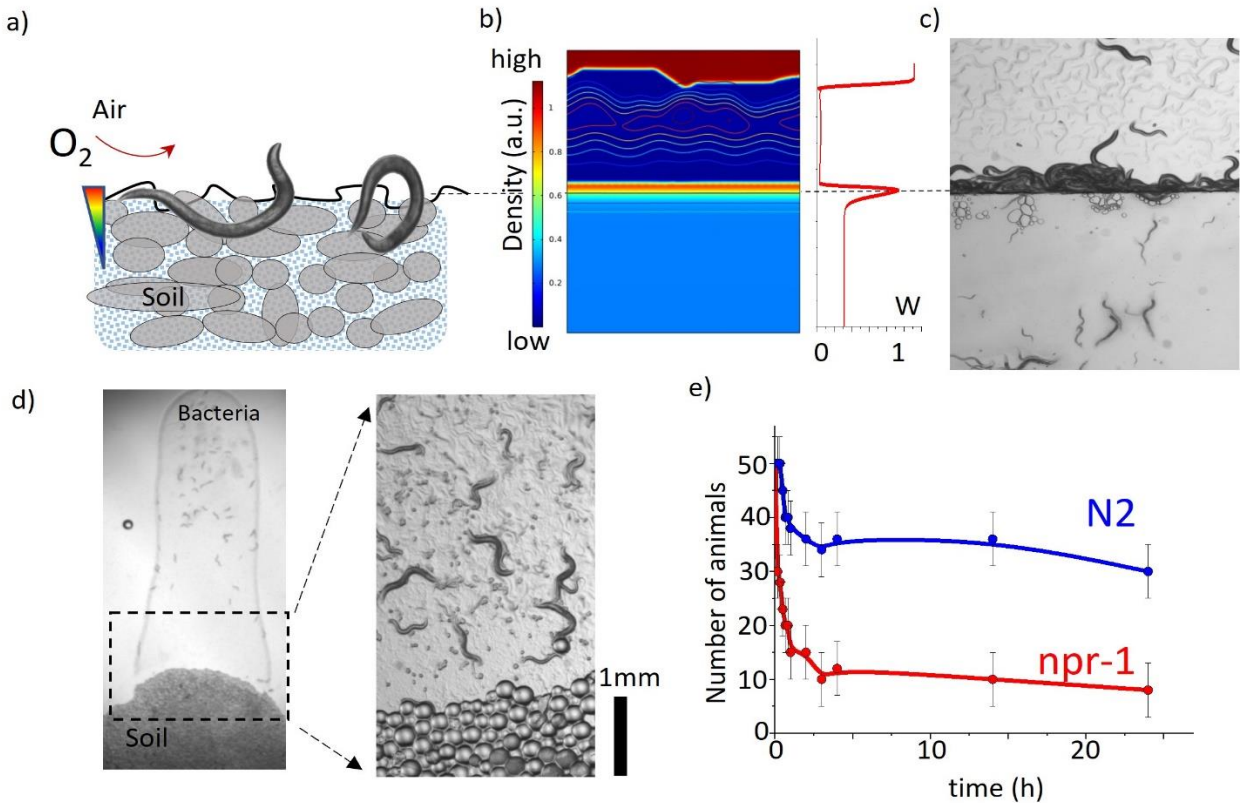 a)
O2
Air
Soil
b)
high
Density (a.u.)
low
1
0.8
0.6
0.4
0.2
W
0 1
c)
d)
Bacteria
Soil
1mm
e)
Number of animals
50
40
30
20
10
0
N2
npr-1
0 10 20
time (h)